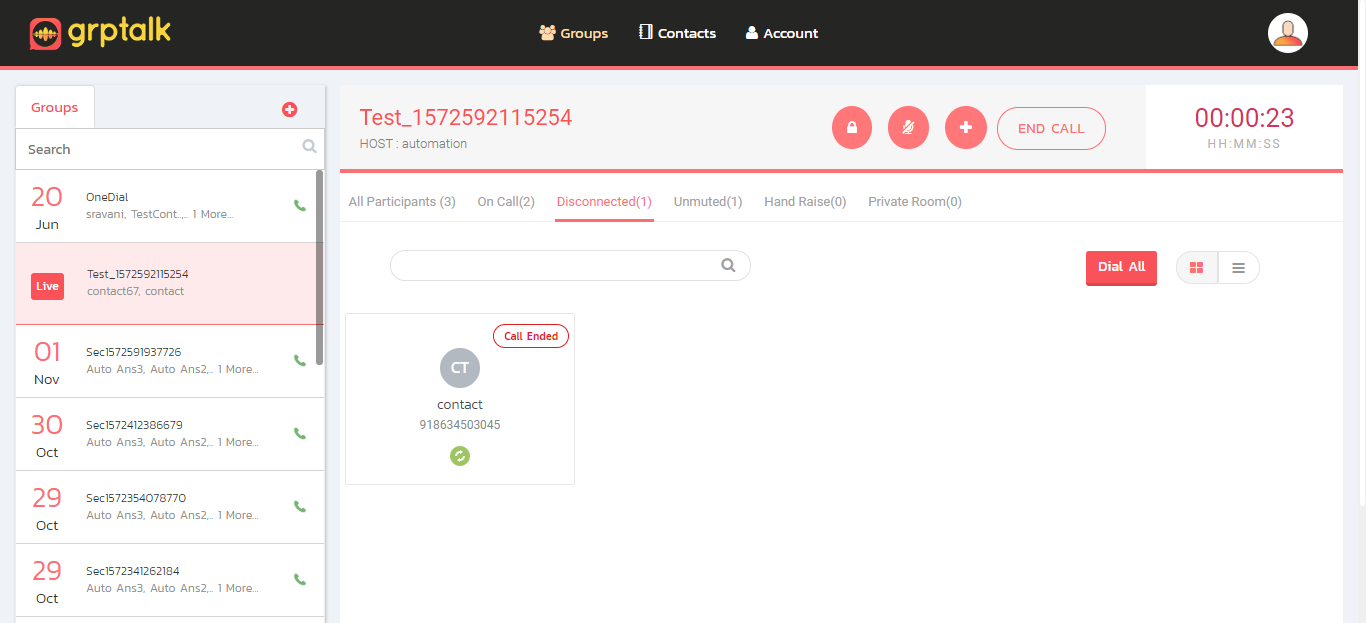 grptalk
Groups
Contacts
Account
Groups
Search
20
Jun
OneDial
sravani, TestCont.,.. 1 More...
Live
Test_1572592115254
contact67, contact
01
Nov
Sec1572591937726
Auto Ans3, Auto Ans2,.. 1 More...
30
Oct
Sec1572412386679
Auto Ans3, Auto Ans2,.. 1 More...
29
Oct
Sec1572354078770
Auto Ans3, Auto Ans2,.. 1 More...
29
Oct
Sec1572341262184
Auto Ans3, Auto Ans2,.. 1 More...
Test_1572592115254
HOST : automation
END CALL
00:00:23
HH:MM:SS
All Participants (3)
On Call(2)
Disconnected(1)
Unmuted(1)
Hand Raise(0)
Private Room(0)
Dial All
Call Ended
CT
contact
918634503045